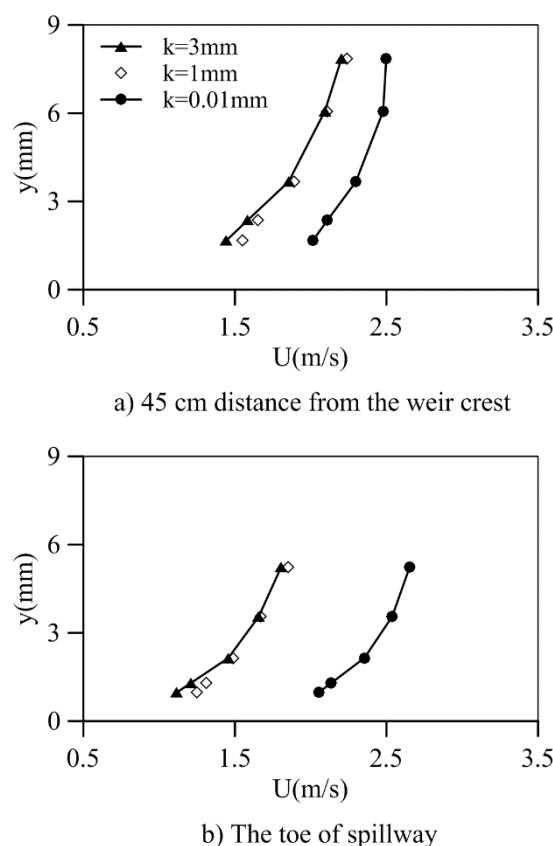 9
6
3
0
y(mm)
k=3mm
k=1mm
k=0.01mm
0.5 1.5 2.5 3.5
U(m/s)
a) 45 cm distance from the weir crest
9
6
3
0
y(mm)
0.5 1.5 2.5 3.5
U(m/s)
b) The toe of spillway